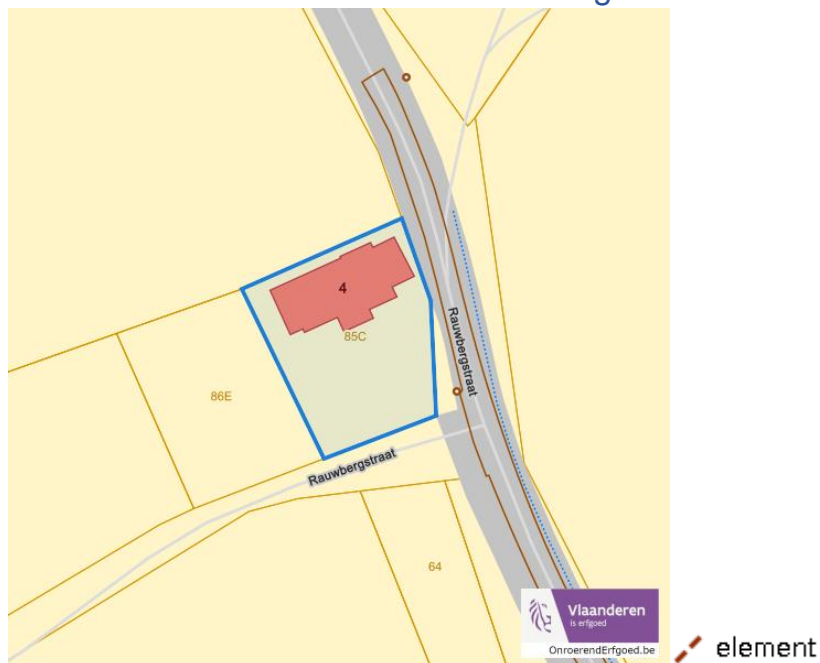 4
85C
86E
Rauwbergstraat
Rauwbergstraat
64
Vlaanderen
is erfgoed
OnroerendErfgoed.be
element